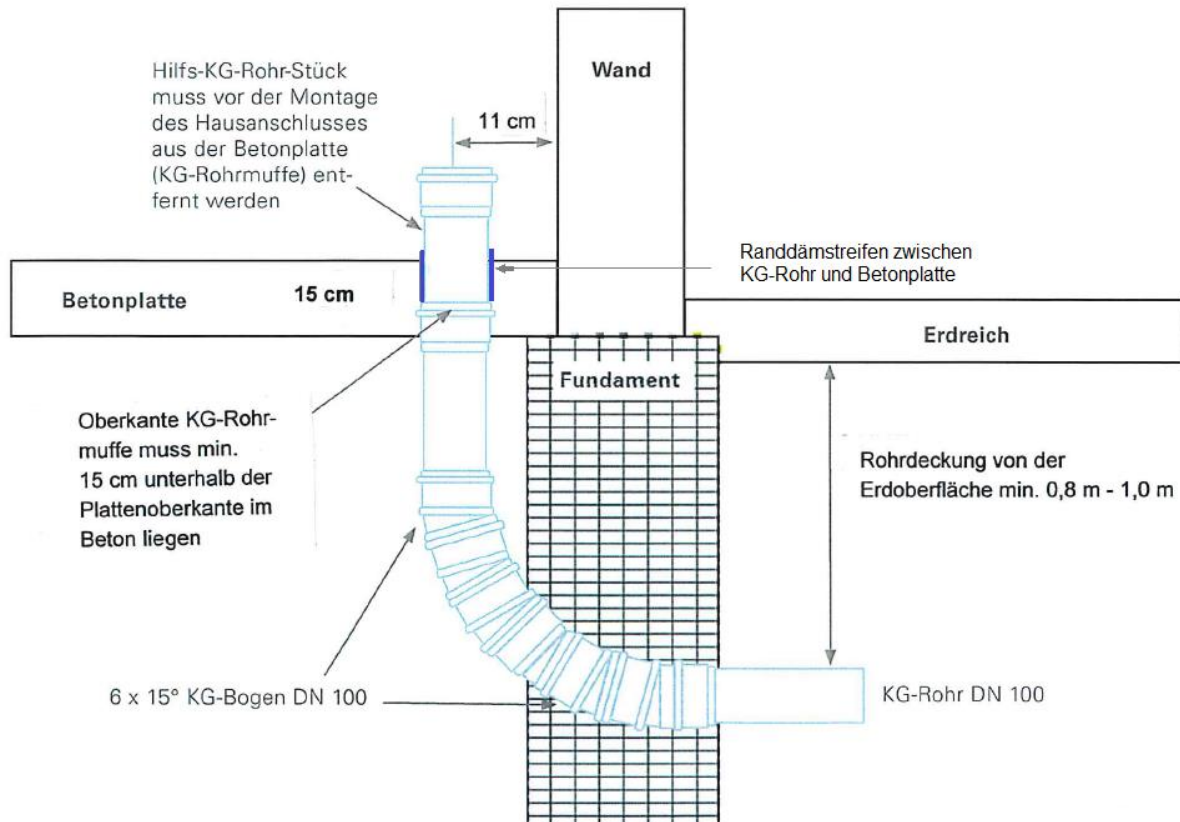 Hilfs-KG-Rohr-Stück
muss vor der Montage
des Hausanschlusses
aus der Betonplatte
(KG-Rohrmuffe) ent-
fernt werden
11 cm
Wand
Randdämstreifen zwischen
KG-Rohr und Betonplatte
Betonplatte
15 cm
Erdreich
Fundament
Oberkante KG-Rohr-
muffe muss min.
15 cm unterhalb der
Plattenoberkante im
Beton liegen
Rohrdeckung von der
Erdoberfläche min. 0,8 m - 1,0 m
6 x 15° KG-Bogen DN 100
KG-Rohr DN 100